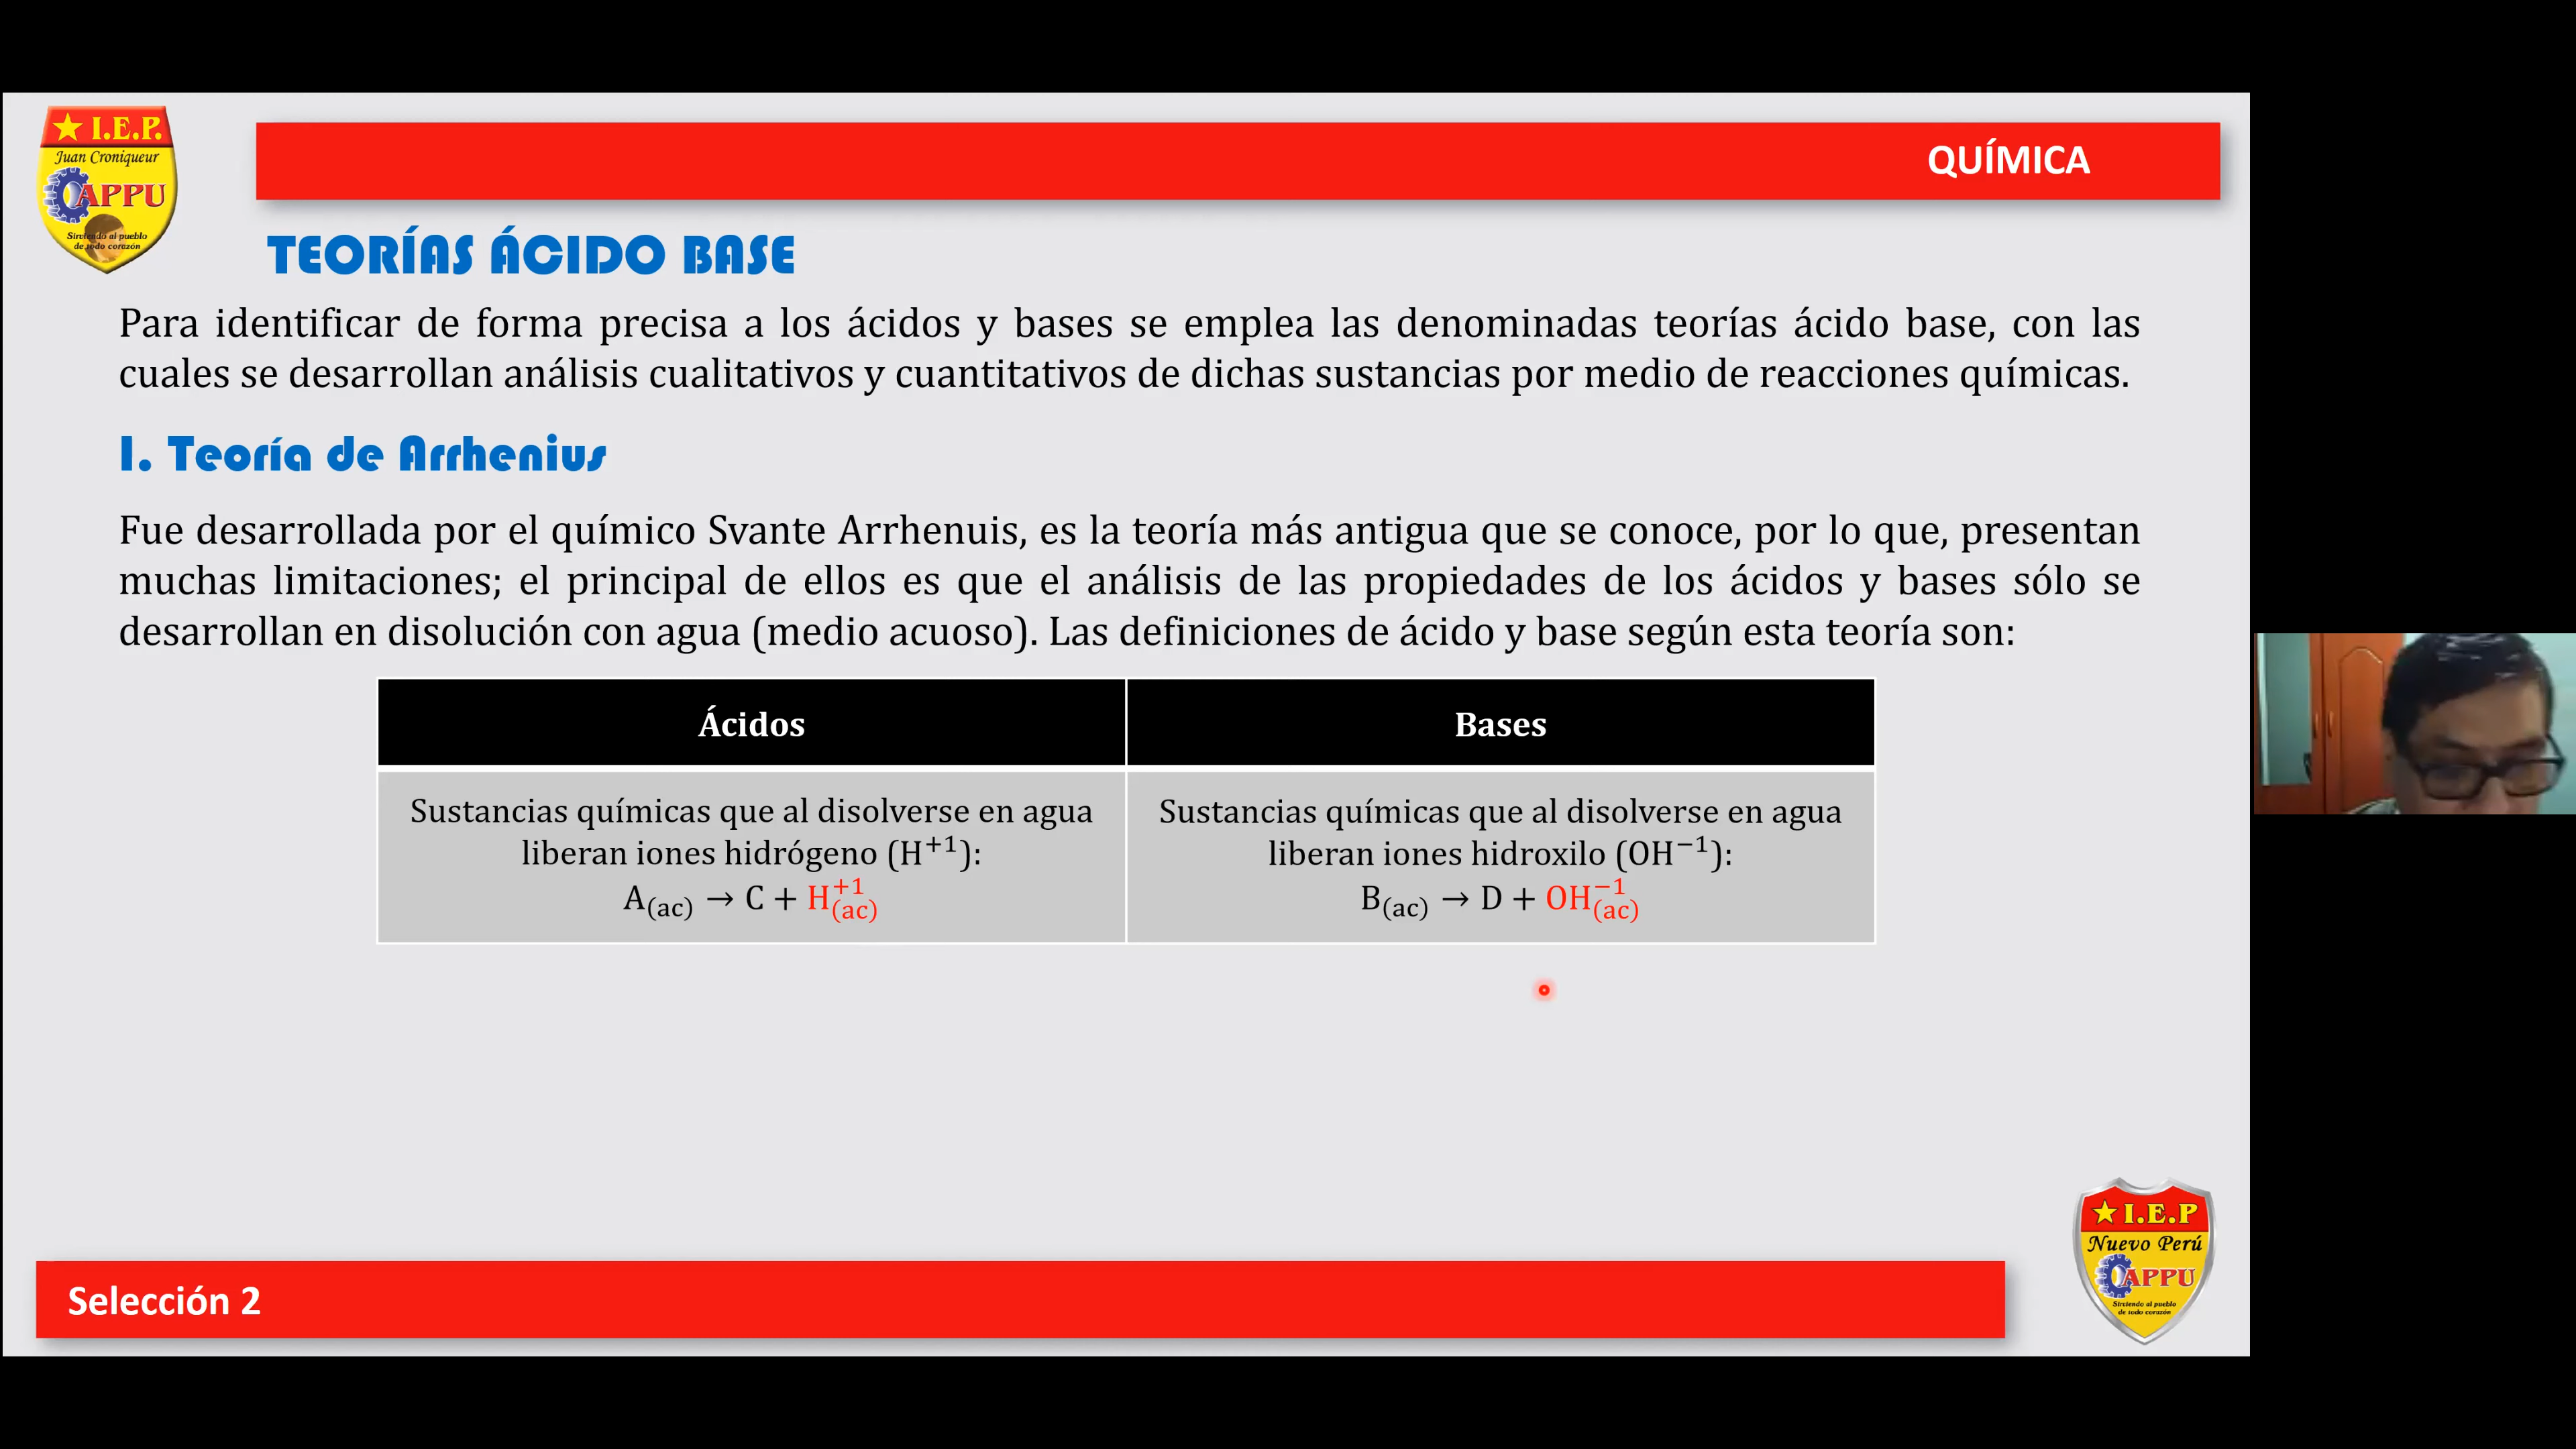 I.E.P.
Juan Croniqueur
CAPPU
Sirviendo al pueblo
de todo corazón
QUÍMICA
TEORÍAS ÁCIDO BASE
Para identificar de forma precisa a los ácidos y bases se emplea las denominadas teorías ácido base, con las
cuales se desarrollan análisis cualitativos y cuantitativos de dichas sustancias por medio de reacciones químicas.
I. Teoría de Arrhenius
Fue desarrollada por el químico Svante Arrhenuis, es la teoría más antigua que se conoce, por lo que, presentan
muchas limitaciones; el principal de ellos es que el análisis de las propiedades de los ácidos y bases sólo se
desarrollan en disolución con agua (medio acuoso). Las definiciones de ácido y base según esta teoría son:
Ácidos
Sustancias químicas que al disolverse en agua
liberan iones hidrógeno (H⁺¹):
A₍ac₎ → C + H⁺¹₍ac₎
Bases
Sustancias químicas que al disolverse en agua
liberan iones hidroxilo (OH⁻¹):
B₍ac₎ → D + OH⁻¹₍ac₎
I.E.P
Nuevo Perú
CAPPU
Sirviendo al pueblo
de todo corazón
Selección 2